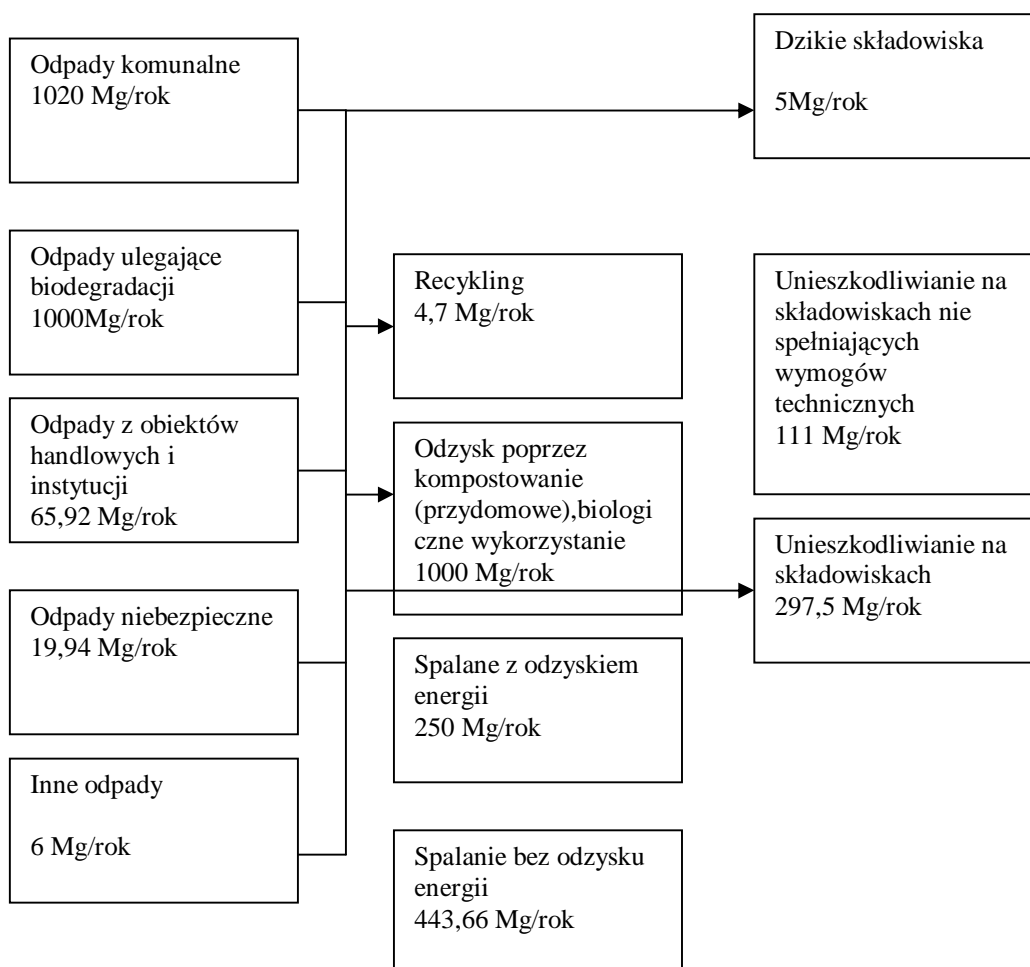 Odpady komunalne
1020 Mg/rok
Odpady ulegające
biodegradacji
1000Mg/rok
Odpady z obiektów
handlowych i
instytucji
65,92 Mg/rok
Odpady niebezpieczne
19,94 Mg/rok
Inne odpady
6 Mg/rok
Recykling
4,7 Mg/rok
Odzysk poprzez
kompostowanie
(przydomowe),biologi
czne wykorzystanie
1000 Mg/rok
Spalane z odzyskiem
energii
250 Mg/rok
Spalanie bez odzysku
energii
443,66 Mg/rok
Dzikie składowiska
5Mg/rok
Unieszkodliwianie na
składowiskach nie
spełniających
wymogów
technicznych
111 Mg/rok
Unieszkodliwianie na
składowiskach
297,5 Mg/rok